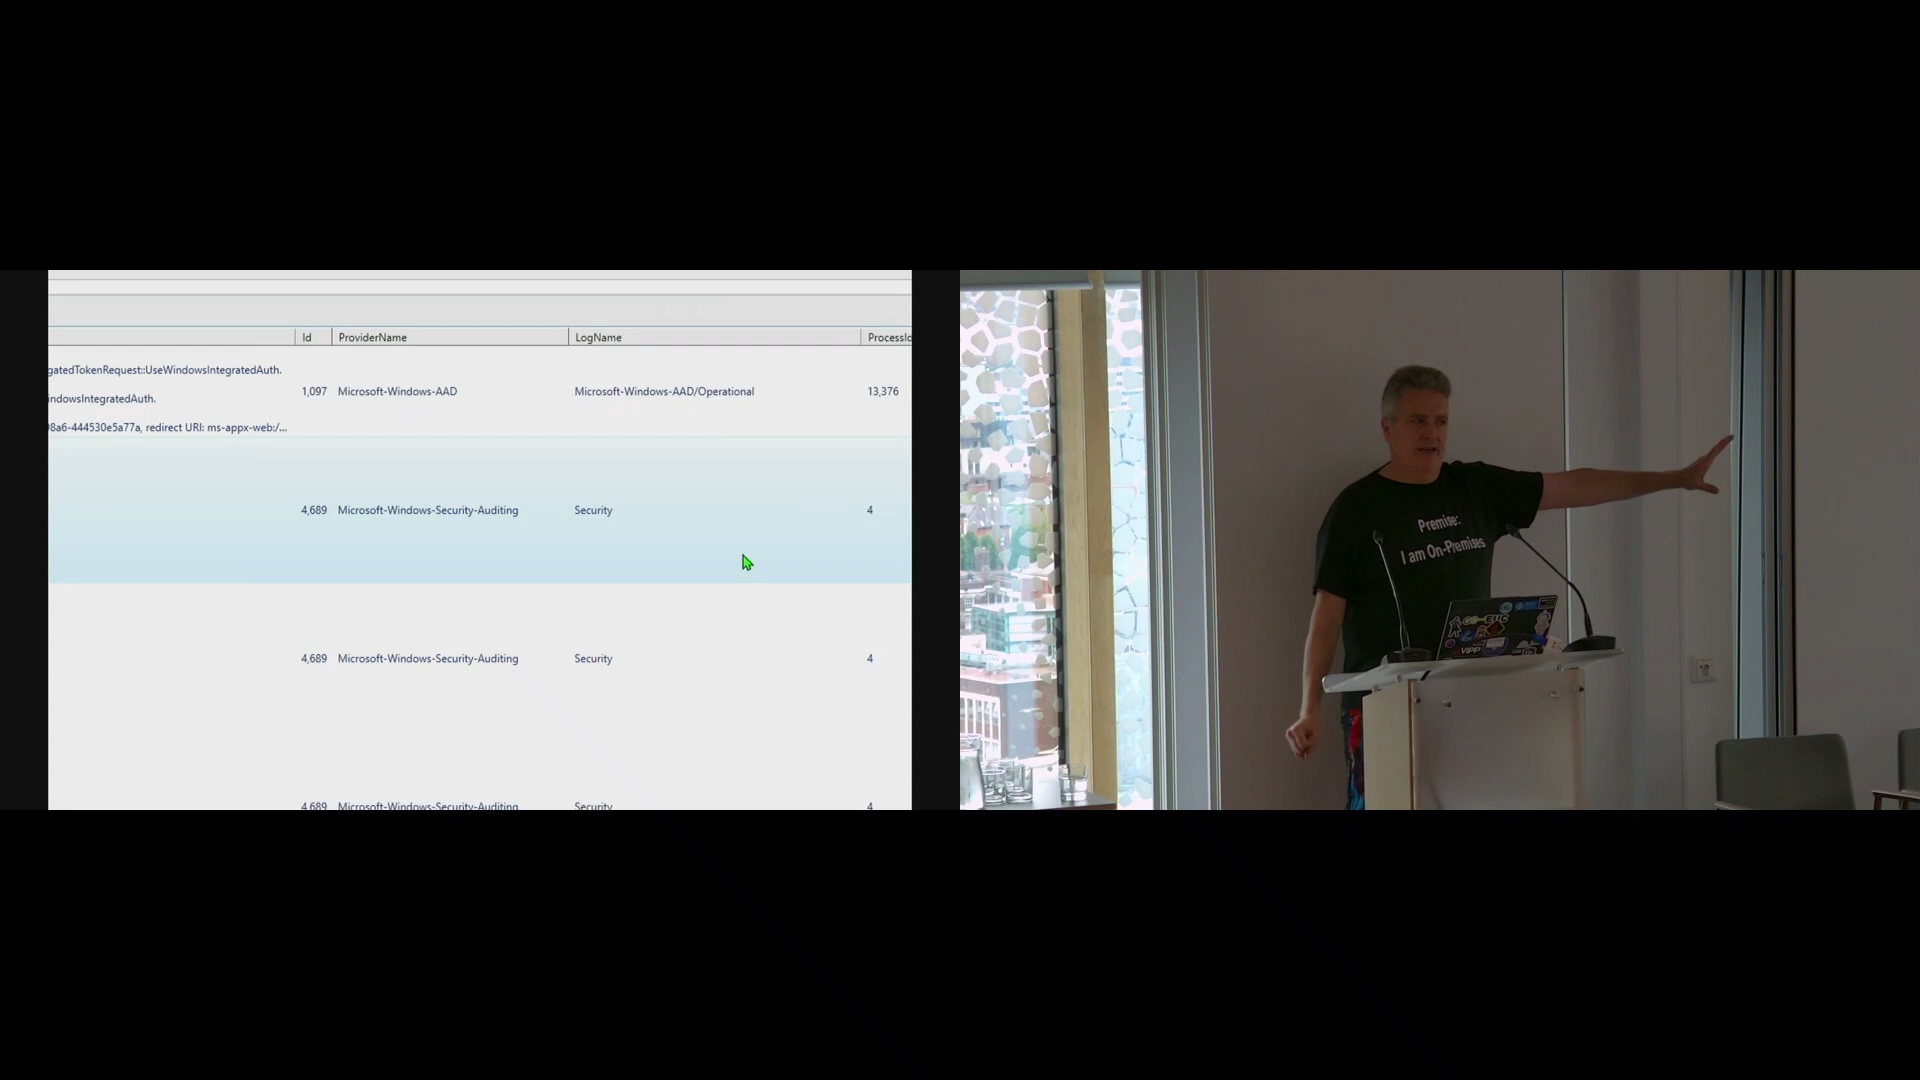 Id ProviderName LogName
gatedTokenRequest::UseWindowsIntegratedAuth.
1,097 Microsoft-Windows-AAD Microsoft-Windows-AAD/Operational 13,376
indowsIntegratedAuth.
8a6-444530e5a77a, redirect URI: ms-appx-web:/...
4,689 Microsoft-Windows-Security-Auditing Security 4
4,689 Microsoft-Windows-Security-Auditing Security 4
4,689 Microsoft-Windows-Security-Auditing Security 4
Premise:
I am On-Premises
VIPP